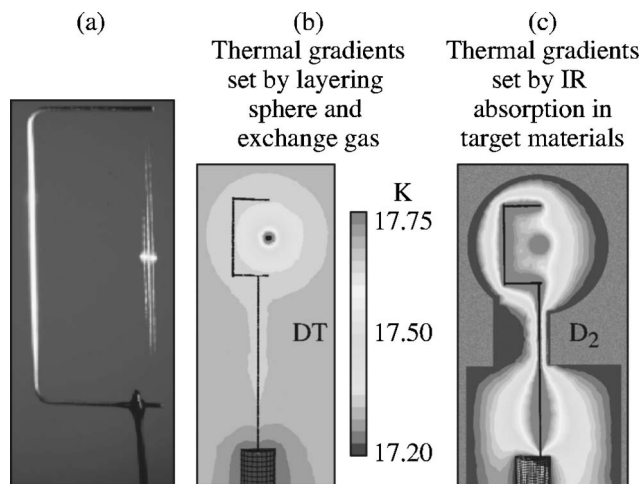 (a)
(b)
(c)
Thermal gradients
set by layering
sphere and
exchange gas
Thermal gradients
set by IR
absorption in
target materials
K
17.75
DT
17.50
D₂
17.20